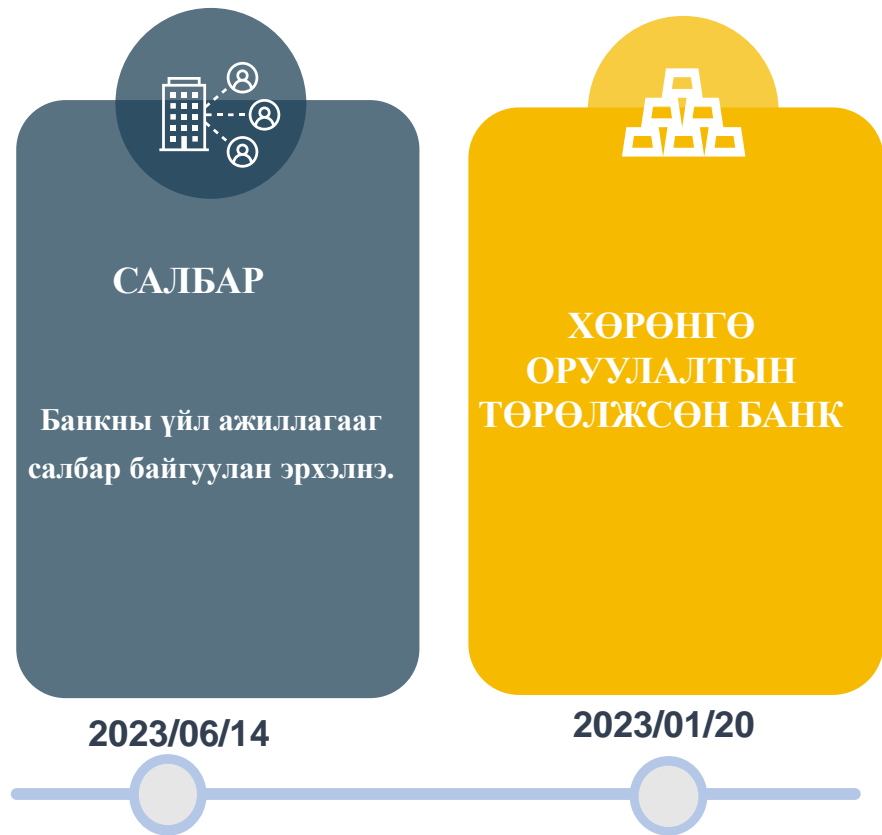 САЛБАР
Банкны үйл ажиллагааг
салбар байгуулан эрхэлнэ.
2023/06/14
ХӨРӨНГӨ
ОРУУЛАЛТЫН
ТӨРӨЛЖСӨН БАНК
2023/01/20